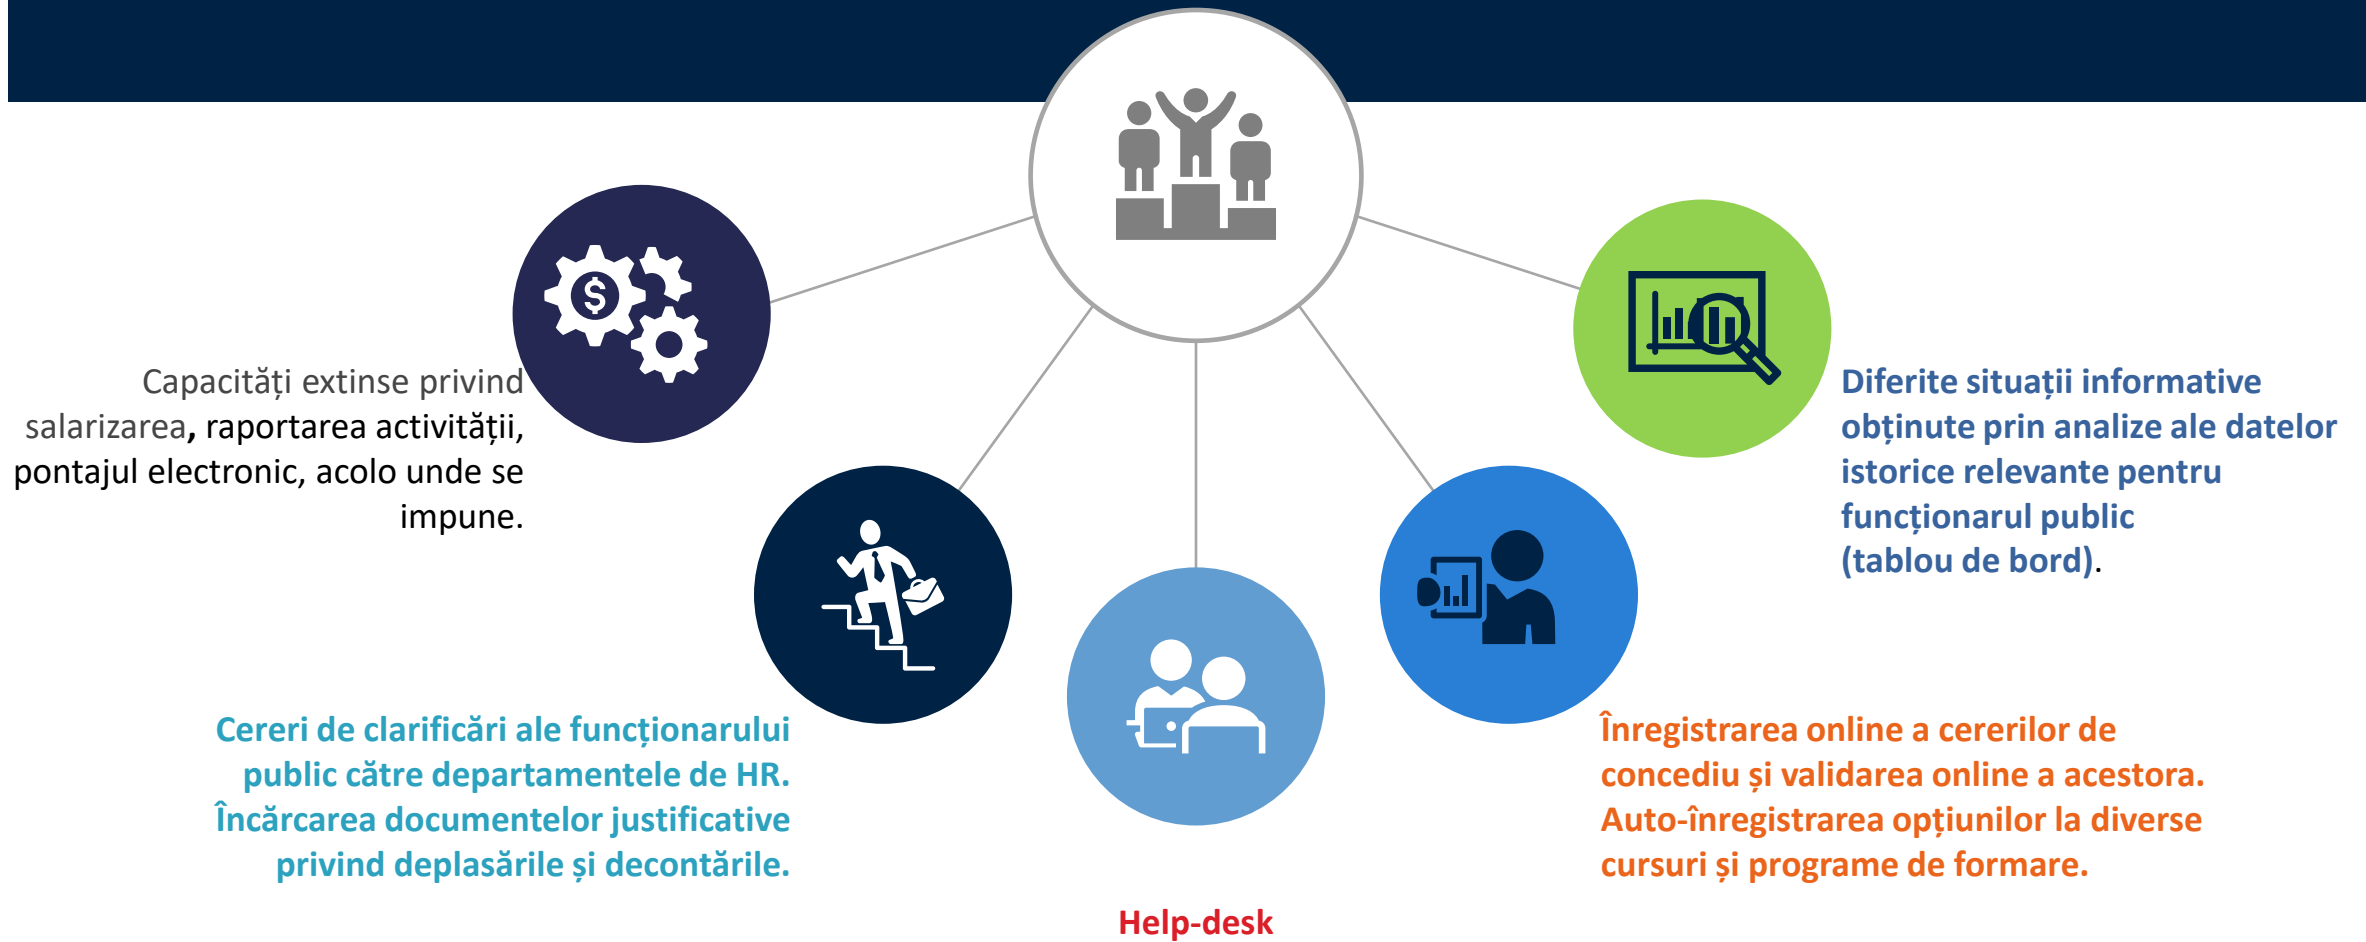 Capacități extinse privind
salarizarea, raportarea activității,
pontajul electronic, acolo unde se
impune.
Cereri de clarificări ale funcționarului
public către departamentele de HR.
Încărcarea documentelor justificative
privind deplasările și decontările.
Help-desk
Înregistrarea online a cererilor de
concediu și validarea online a acestora.
Auto-înregistrarea opțiunilor la diverse
cursuri și programe de formare.
Diferite situații informative
obținute prin analize ale datelor
istorice relevante pentru
funcționarul public
(tablou de bord).